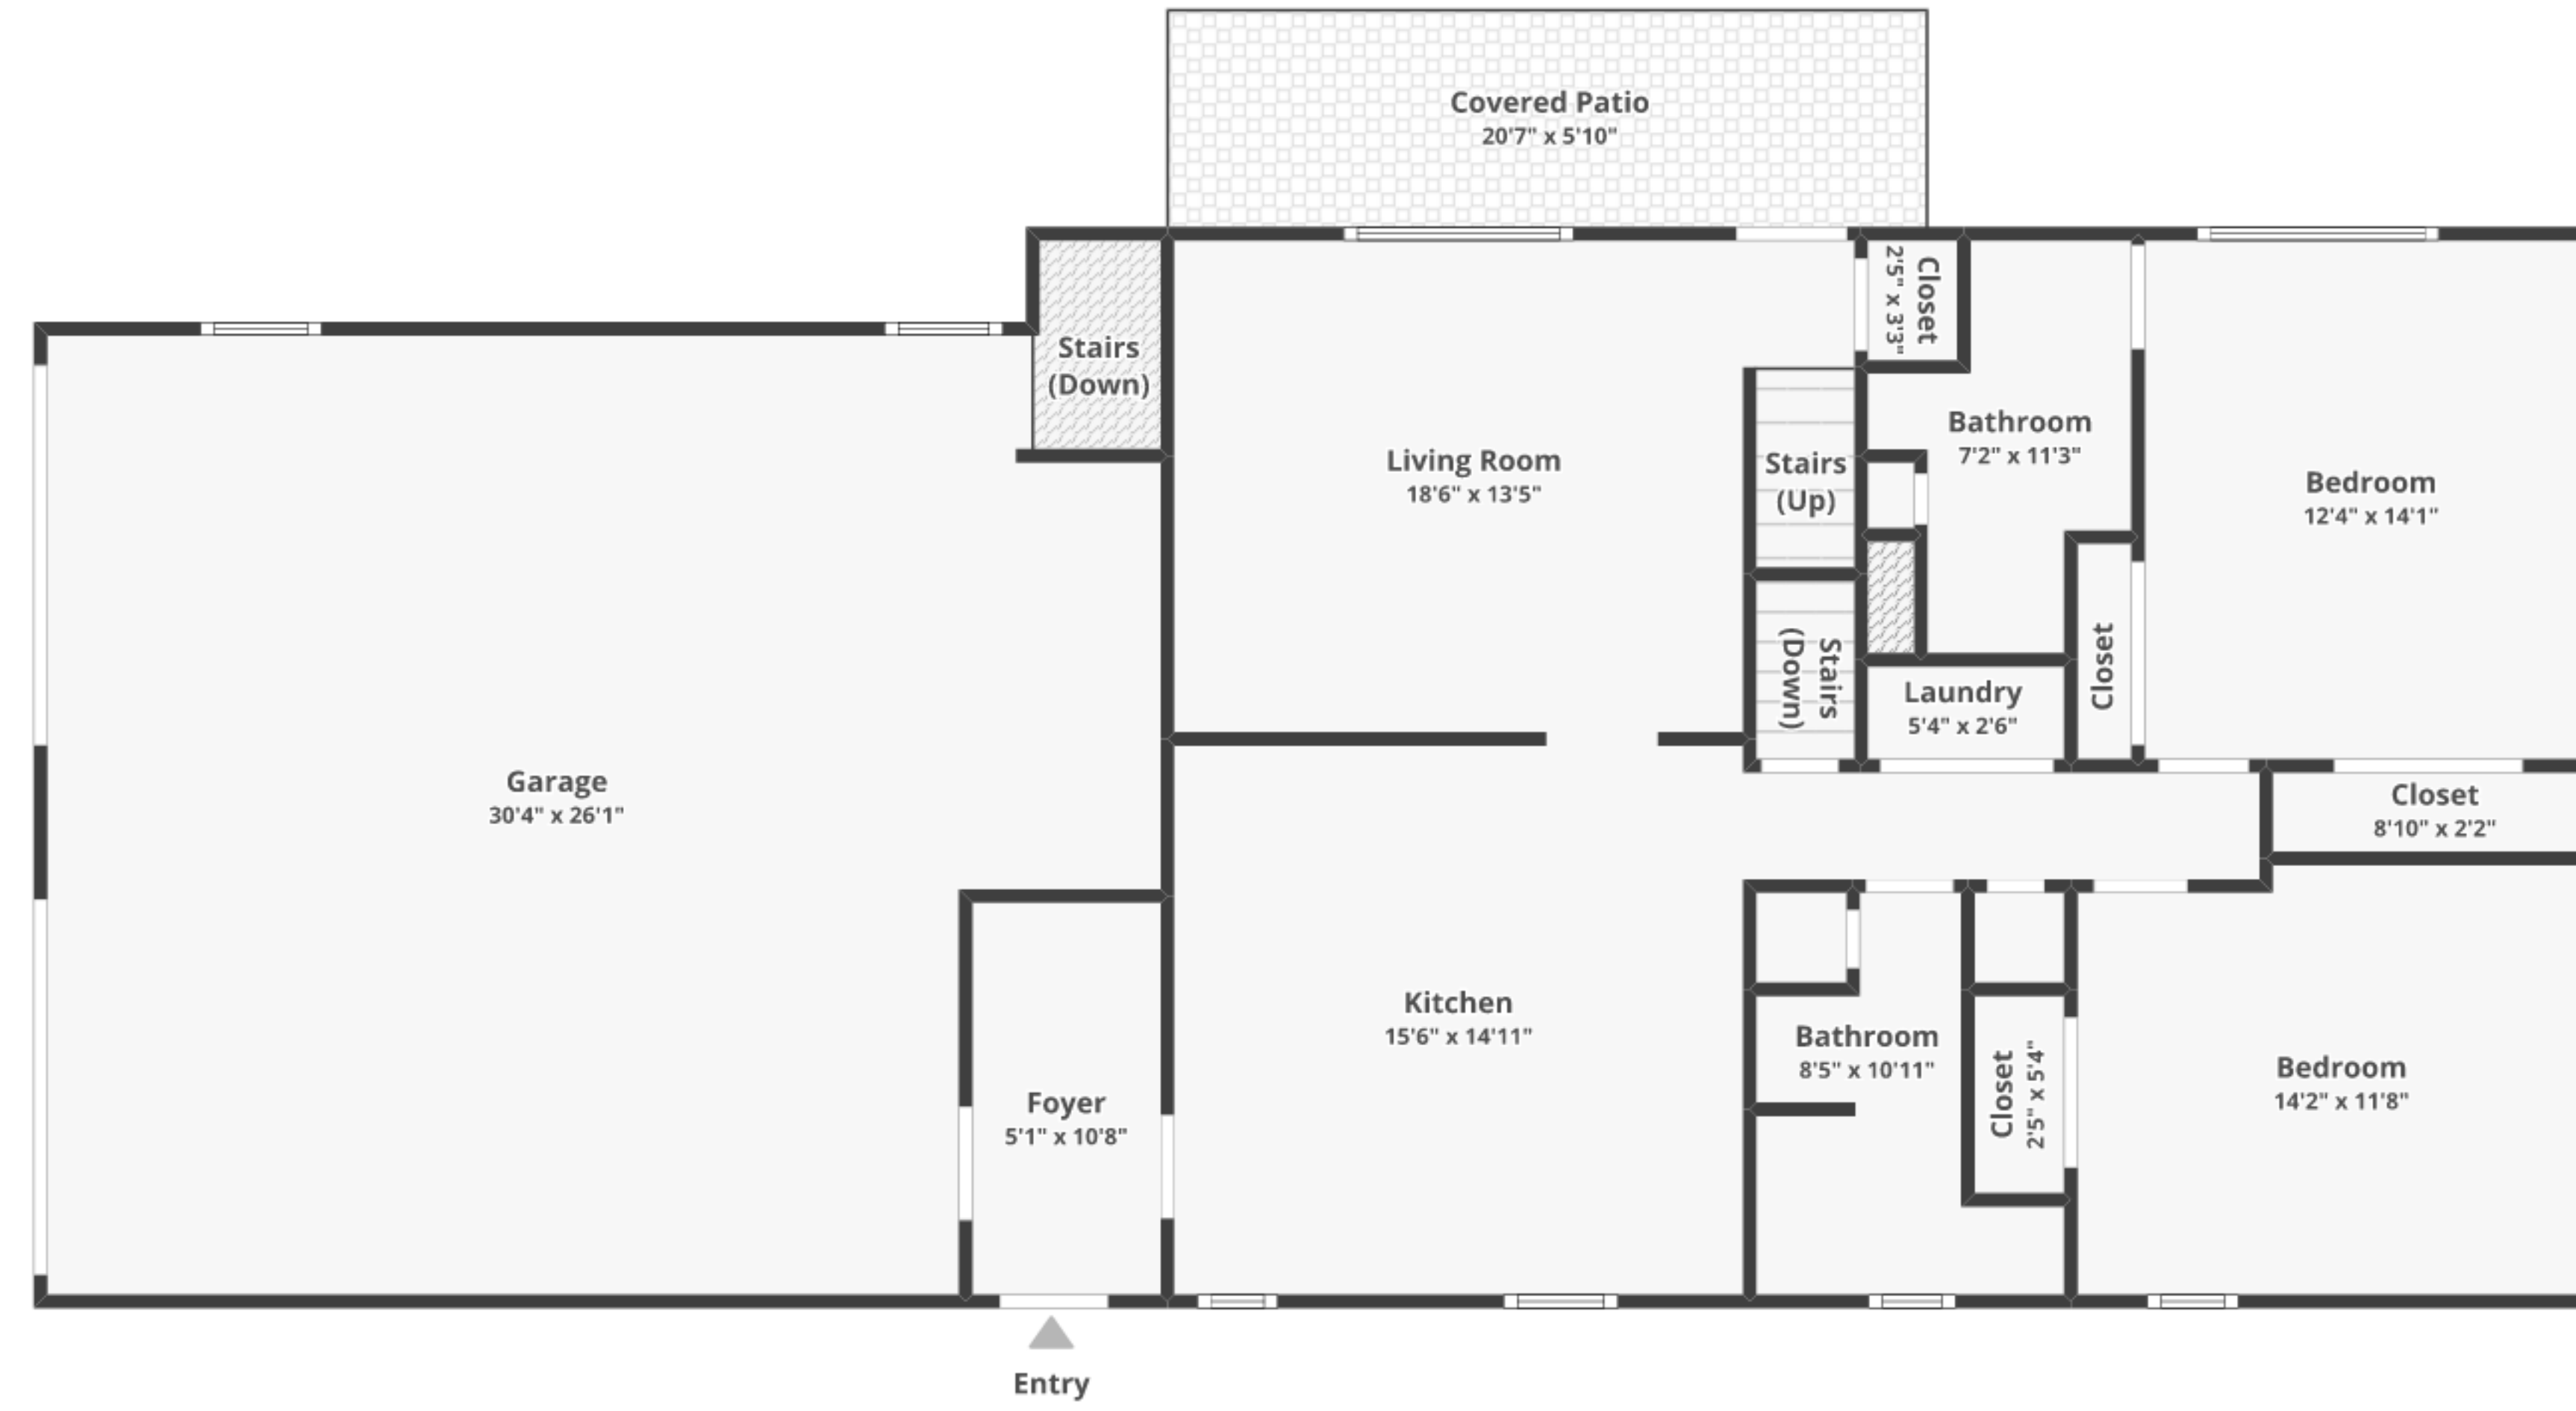 Covered Patio
20'7" x 5'10"
Closet
2'5" x 3'3"
Stairs
(Down)
Bathroom
7'2" x 11'3"
Living Room
18'6" x 13'5"
Stairs
(Up)
Bedroom
12'4" x 14'1"
Stairs
(Down)
Laundry
5'4" x 2'6"
Closet
Garage
30'4" x 26'1"
Closet
8'10" x 2'2"
Kitchen
15'6" x 14'11"
Bathroom
8'5" x 10'11"
Closet
2'5" x 5'4"
Bedroom
14'2" x 11'8"
Foyer
5'1" x 10'8"
Entry